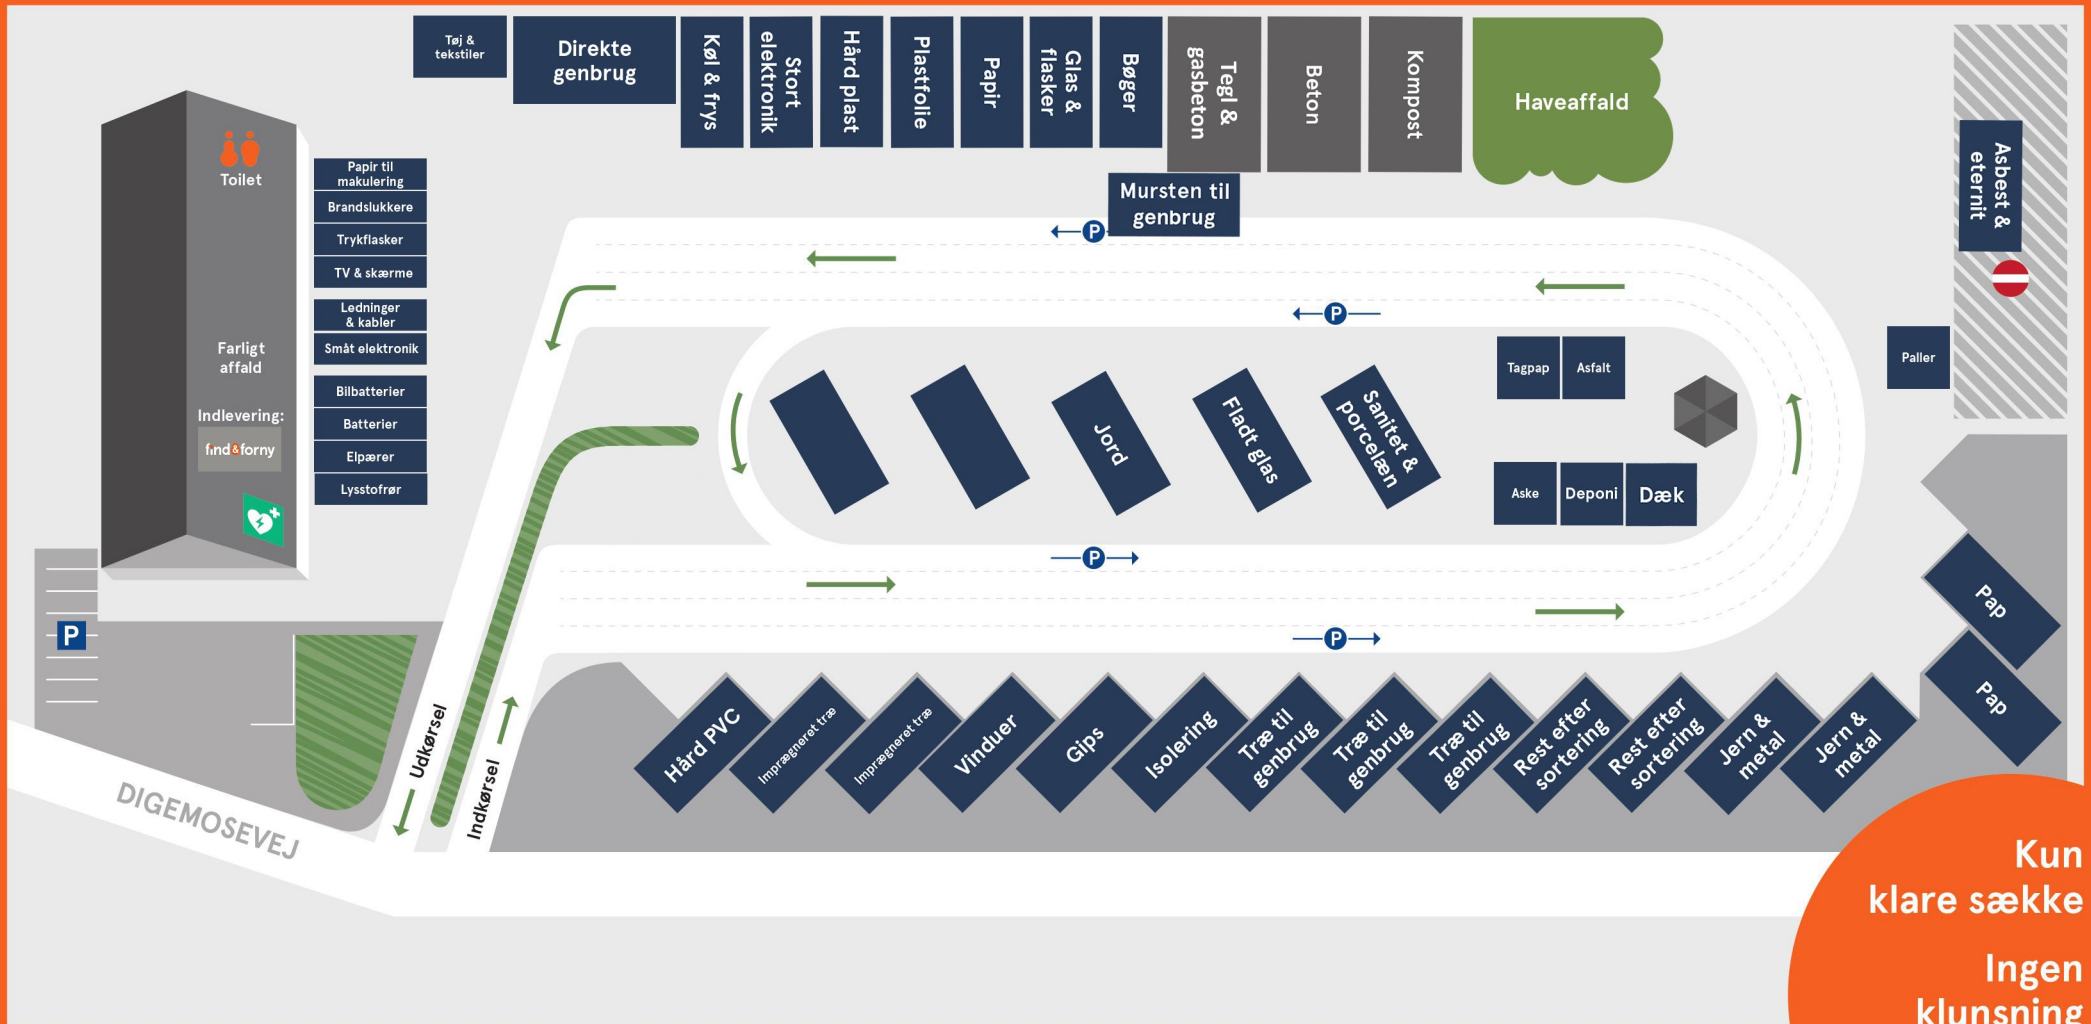 Tøj &
tekstiler
Direkte
genbrug
Køl & frys
Stort
elektronik
Hård plast
Plastfolie
Papir
Glas &
flasker
Bøger
Tegl &
gasbeton
Beton
Kompost
Haveaffald
Asbest &
eternit
Mursten til
genbrug
Toilet
Papir til
makulering
Brandslukkere
Trykflasker
TV & skærme
Ledninger
& kabler
Småt elektronik
Farligt
affald
Bilbatterier
Batterier
Elpærer
Lysstofrør
Indlevering:
find&forny
P
P
Jord
Fladt glas
Sanitet &
porcelæn
Tagpap
Asfalt
Paller
Aske
Deponi
Dæk
P
P
P
Pap
Pap
Hård PVC
Imprægneret træ
Imprægneret træ
Vinduer
Gips
Isolering
Træ til
genbrug
Træ til
genbrug
Træ til
genbrug
Rest efter
sortering
Rest efter
sortering
Jern &
metal
Jern &
metal
Udkørsel
Indkørsel
DIGEMOSEVEJ
Kun
klare sække
Ingen
klunsning